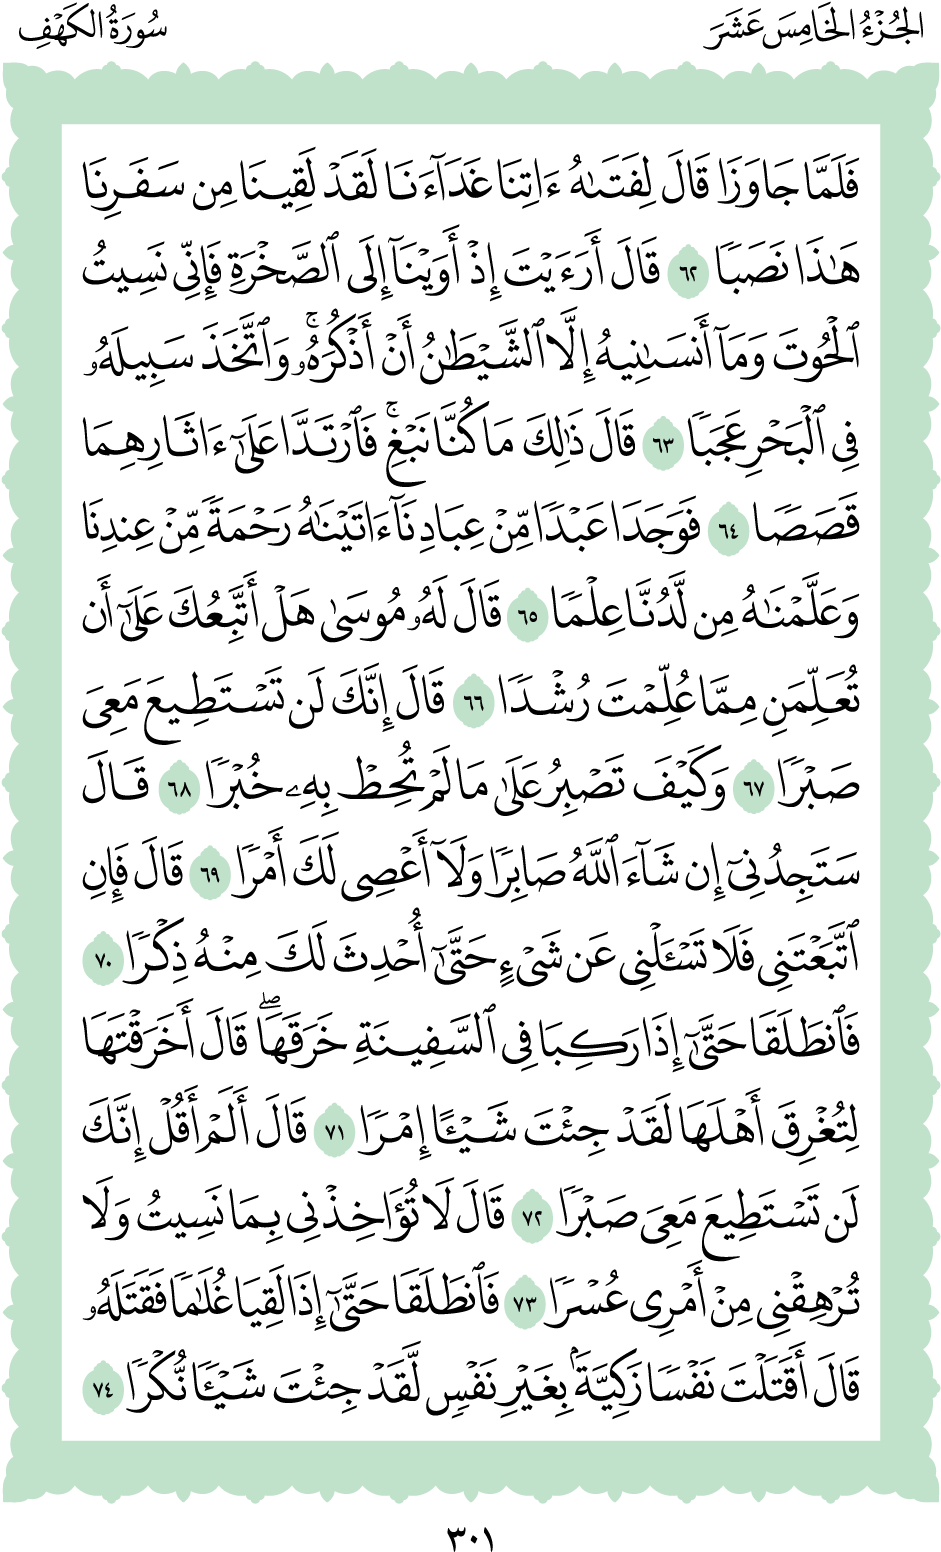 الجُزْءُ الخَامِسَ عَشَرَ
سُورَةُ الكَهْفِ
فَلَمَّا جَاوَزَا قَالَ لِفَتَىٰهُ ءَاتِنَا غَدَآءَنَا لَقَدْ لَقِينَا مِن سَفَرِنَا
هَٰذَا نَصَبًا ٦٢ قَالَ أَرَءَيْتَ إِذْ أَوَيْنَآ إِلَى ٱلصَّخْرَةِ فَإِنِّي نَسِيتُ
ٱلْحُوتَ وَمَآ أَنسَىٰنِيهُ إِلَّا ٱلشَّيْطَٰنُ أَنْ أَذْكُرَهُۥۚ وَٱتَّخَذَ سَبِيلَهُۥ
فِي ٱلْبَحْرِ عَجَبًا ٦٣ قَالَ ذَٰلِكَ مَا كُنَّا نَبْغِۚ فَٱرْتَدَّا عَلَىٰٓ ءَاثَارِهِمَا
قَصَصًا ٦٤ فَوَجَدَا عَبْدًا مِّنْ عِبَادِنَآ ءَاتَيْنَٰهُ رَحْمَةً مِّنْ عِندِنَا
وَعَلَّمْنَٰهُ مِن لَّدُنَّا عِلْمًا ٦٥ قَالَ لَهُۥ مُوسَىٰ هَلْ أَتَّبِعُكَ عَلَىٰٓ أَن
تُعَلِّمَنِ مِمَّا عُلِّمْتَ رُشْدًا ٦٦ قَالَ إِنَّكَ لَن تَسْتَطِيعَ مَعِيَ
صَبْرًا ٦٧ وَكَيْفَ تَصْبِرُ عَلَىٰ مَا لَمْ تُحِطْ بِهِۦ خُبْرًا ٦٨ قَالَ
سَتَجِدُنِيٓ إِن شَآءَ ٱللَّهُ صَابِرًا وَلَآ أَعْصِي لَكَ أَمْرًا ٦٩ قَالَ فَإِنِ
ٱتَّبَعْتَنِي فَلَا تَسْـَٔلْنِي عَن شَيْءٍ حَتَّىٰٓ أُحْدِثَ لَكَ مِنْهُ ذِكْرًا ٧٠
فَٱنطَلَقَا حَتَّىٰٓ إِذَا رَكِبَا فِي ٱلسَّفِينَةِ خَرَقَهَاۖ قَالَ أَخَرَقْتَهَا
لِتُغْرِقَ أَهْلَهَا لَقَدْ جِئْتَ شَيْـًٔا إِمْرًا ٧١ قَالَ أَلَمْ أَقُلْ إِنَّكَ
لَن تَسْتَطِيعَ مَعِيَ صَبْرًا ٧٢ قَالَ لَا تُؤَاخِذْنِي بِمَا نَسِيتُ وَلَا
تُرْهِقْنِي مِنْ أَمْرِي عُسْرًا ٧٣ فَٱنطَلَقَا حَتَّىٰٓ إِذَا لَقِيَا غُلَٰمًا فَقَتَلَهُۥ
قَالَ أَقَتَلْتَ نَفْسًا زَكِيَّةًۢ بِغَيْرِ نَفْسٍ لَّقَدْ جِئْتَ شَيْـًٔا نُّكْرًا ٧٤
٣٠١